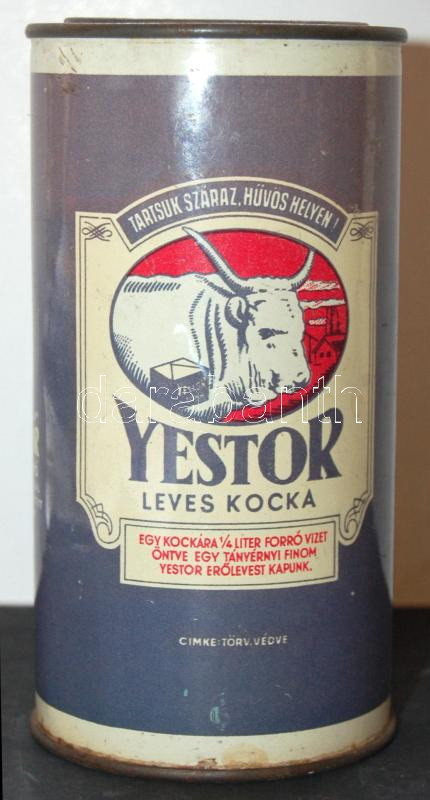 TARTSUK SZÁRAZ, HŰVÖS HELYEN!
YESTOR
LEVES KOCKA
EGY KOCKÁRA ¼ LITER FORRÓ VIZET
ÖNTVE EGY TÁNYÉRNYI FINOM
YESTOR ERŐLEVEST KAPUNK.
CIMKE: TÖRV. VÉDVE
darabanth